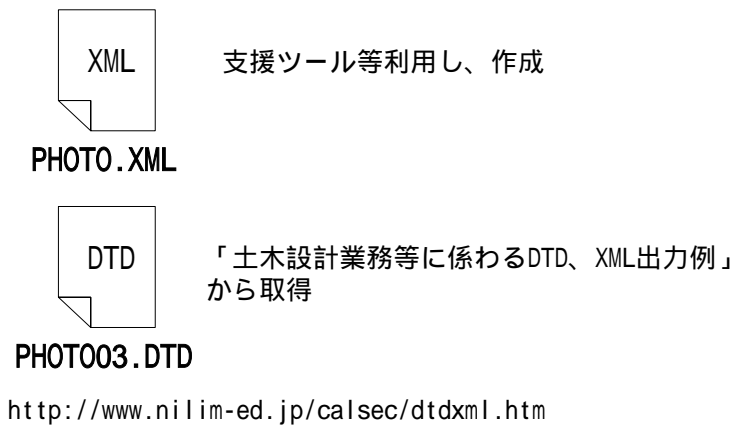 XML
支援ツール等利用し、作成
PHOTO.XML
DTD
「土木設計業務等に係わるDTD、XML出力例」
から取得
PHOTO03.DTD
http://www.nilim-ed.jp/calsec/dtdxml.htm